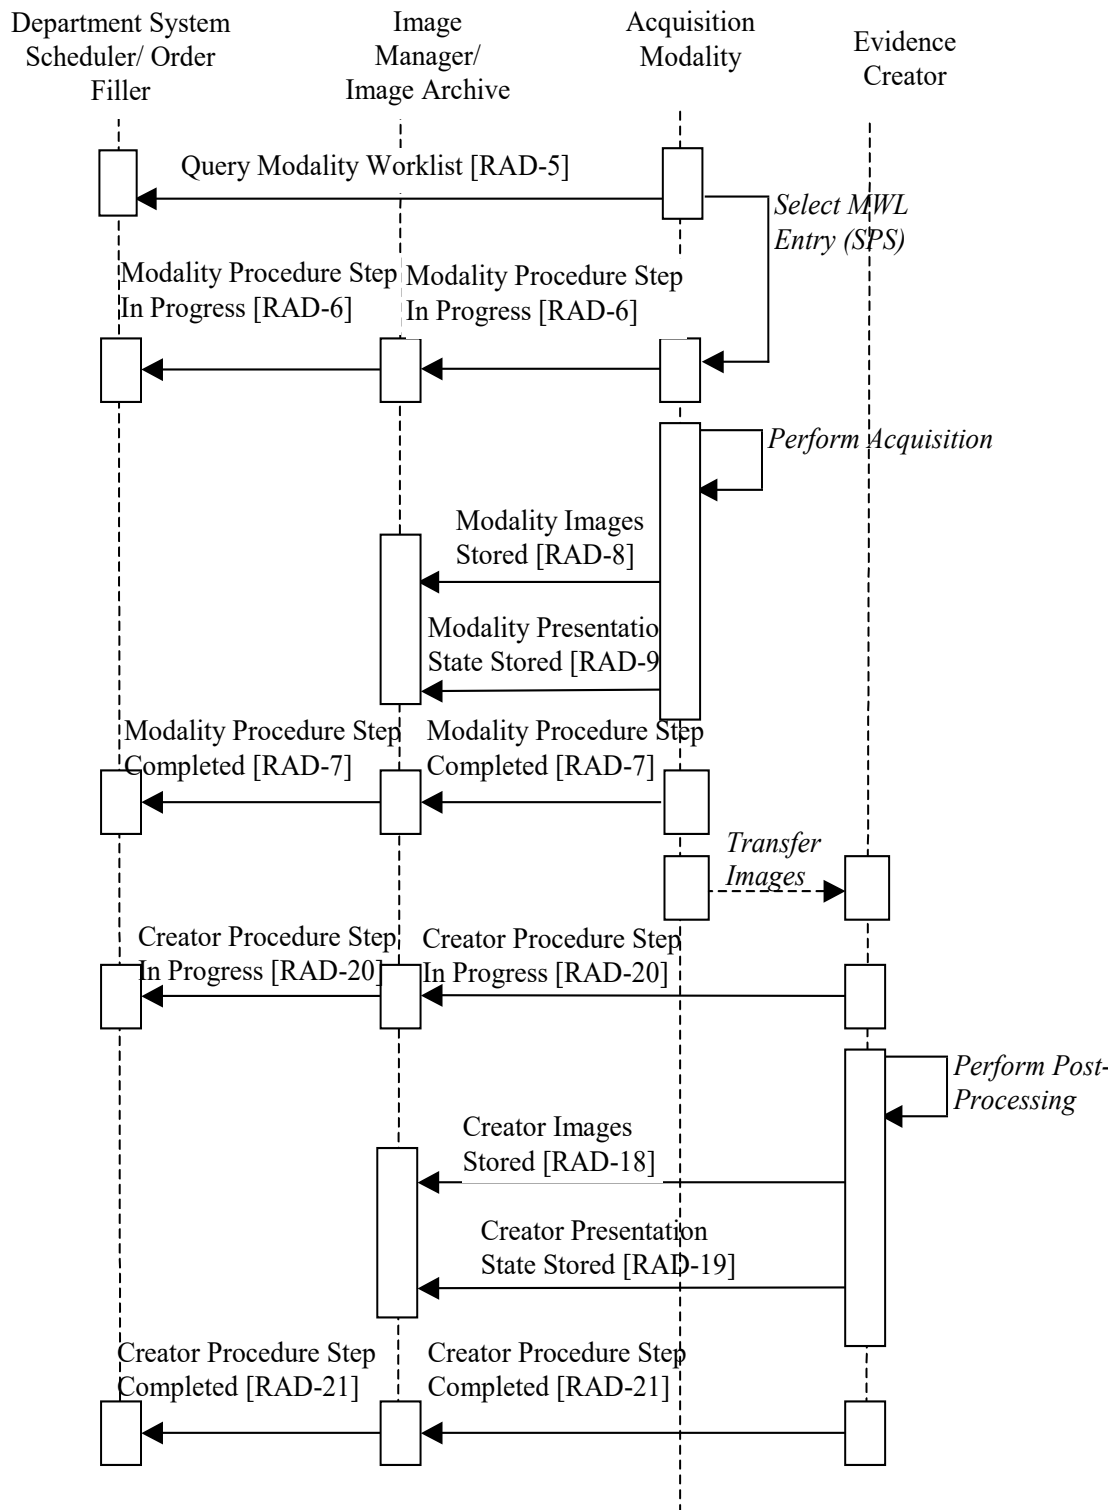 Department System
Scheduler/ Order
Filler
Image
Manager/
Image Archive
Acquisition
Modality
Evidence
Creator
Query Modality Worklist [RAD-5]
Select MWL
Entry (SPS)
Modality Procedure Step
In Progress [RAD-6]
Modality Procedure Step
In Progress [RAD-6]
Perform Acquisition
Modality Images
Stored [RAD-8]
Modality Presentatio
State Stored [RAD-9
Modality Procedure Step
Completed [RAD-7]
Modality Procedure Step
Completed [RAD-7]
Transfer
Images
Creator Procedure Step
In Progress [RAD-20]
Creator Procedure Step
In Progress [RAD-20]
Perform Post-
Processing
Creator Images
Stored [RAD-18]
Creator Presentation
State Stored [RAD-19]
Creator Procedure Step
Completed [RAD-21]
Creator Procedure Step
Completed [RAD-21]